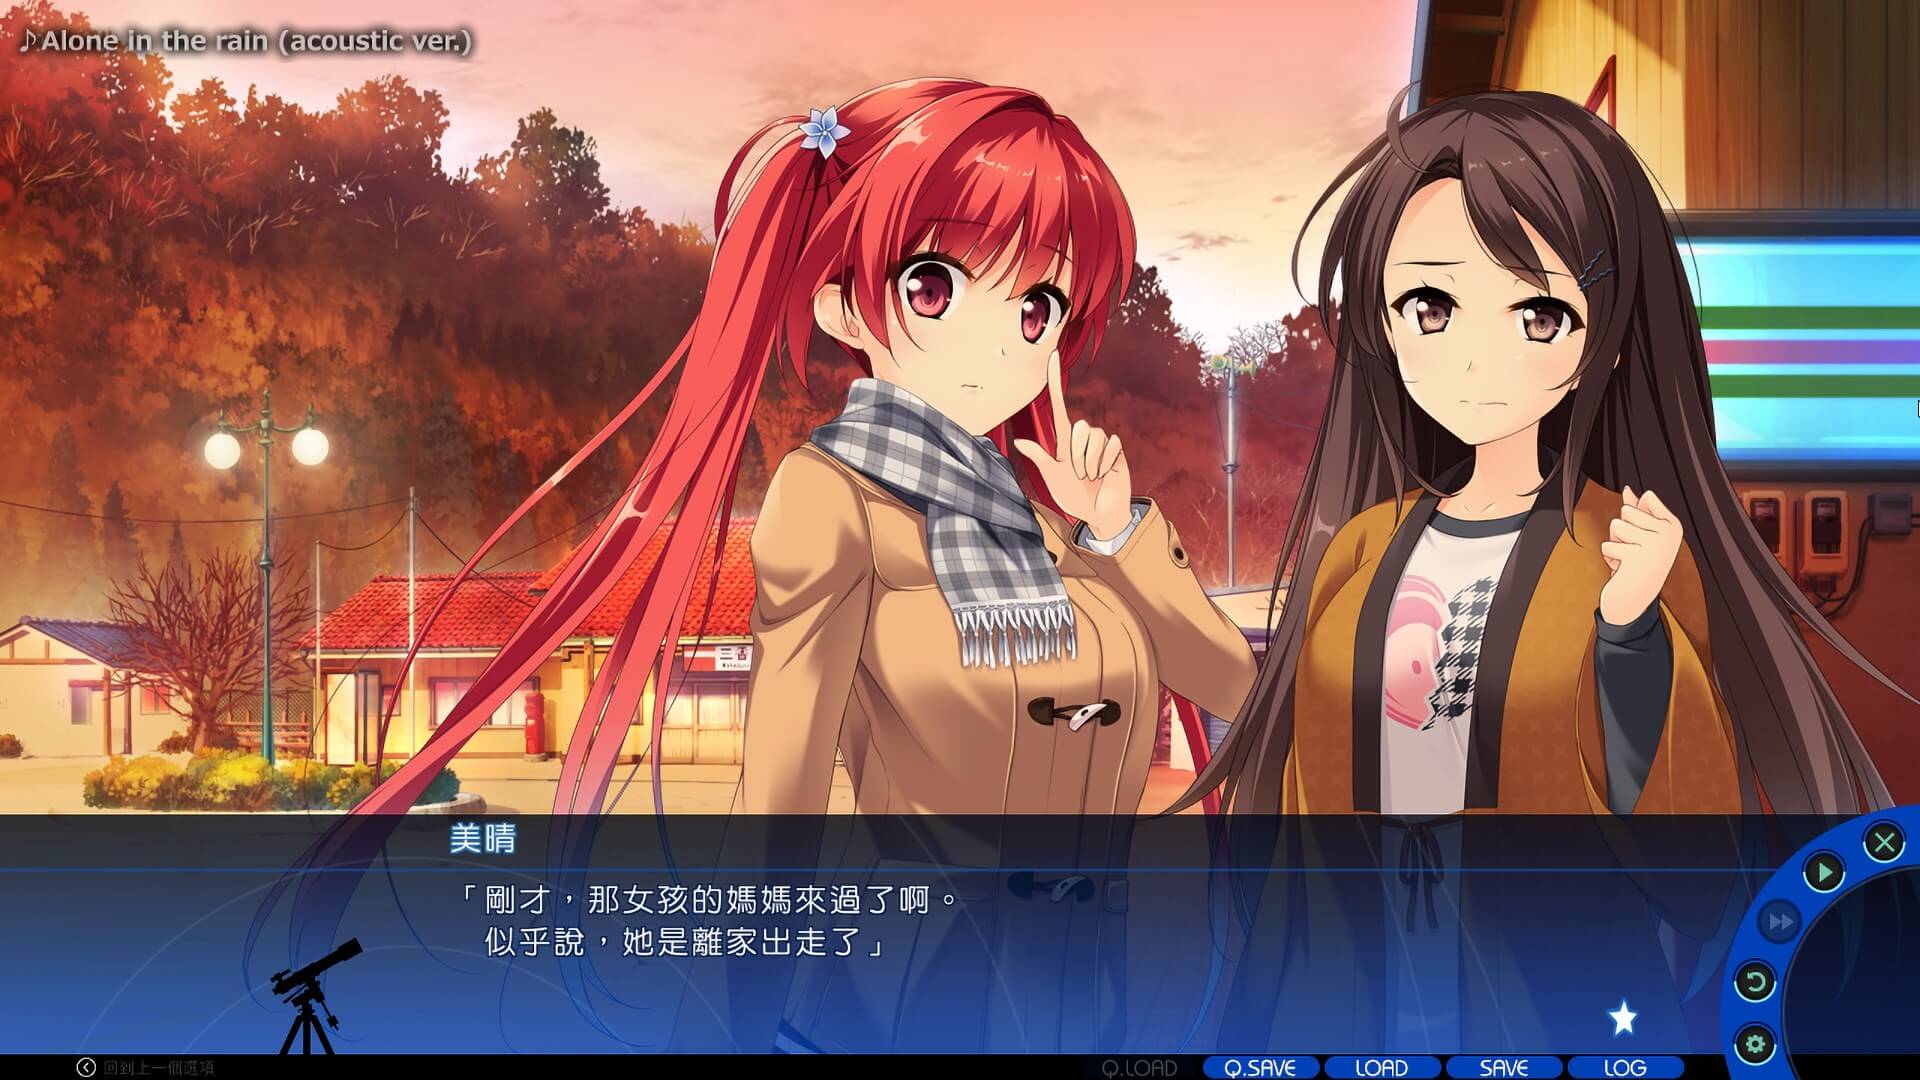 ♪Alone in the rain (acoustic ver.)
美晴
「剛才，那女孩的媽媽來過了啊。
似乎說，她是離家出走了」
回到上一個選項
Q.LOAD
Q.SAVE
LOAD
SAVE
LOG